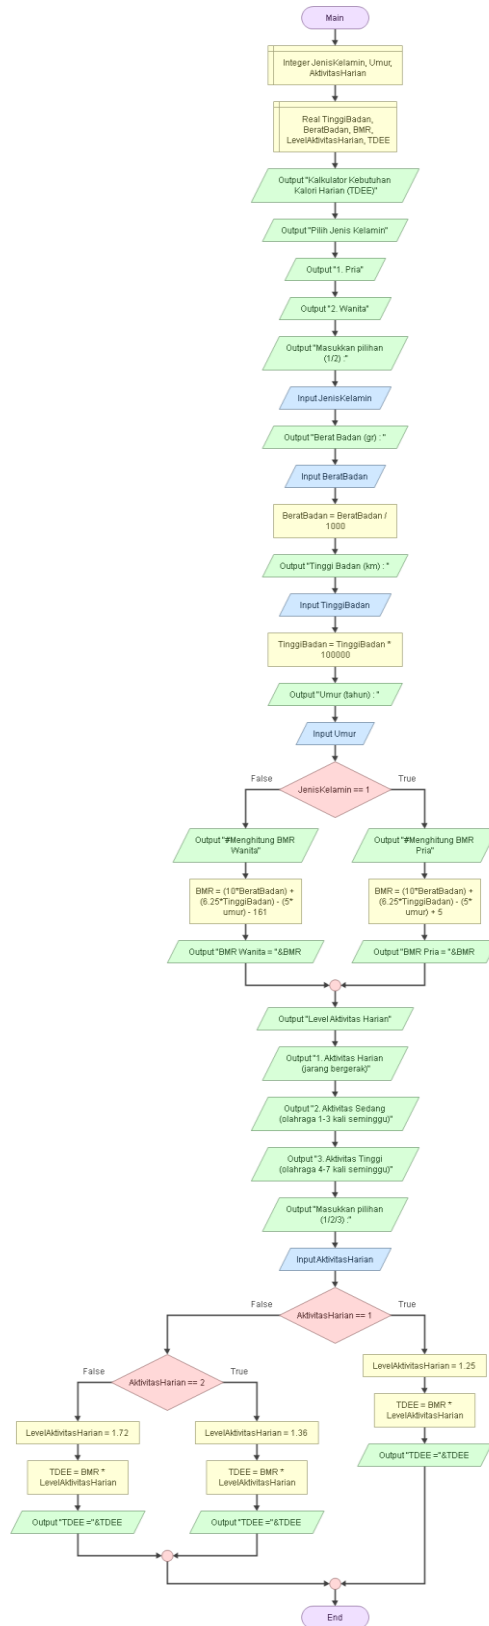 Main
Integer JenisKelamin, Umur,
AktivitasHarian
Real TinggiBadan,
BeratBadan, BMR,
LevelAktivitasHarian, TDEE
Output "Kalkulator Kebutuhan
Kalori Harian (TDEE)"
Output "Pilih Jenis Kelamin"
Output "1. Pria"
Output "2. Wanita"
Output "Masukkan pilihan
(1/2) :"
Input JenisKelamin
Output "Berat Badan (gr) : "
Input BeratBadan
BeratBadan = BeratBadan /
1000
Output "Tinggi Badan (km) : "
Input TinggiBadan
TinggiBadan = TinggiBadan *
100000
Output "Umur (tahun) : "
Input Umur
False
True
JenisKelamin == 1
Output "#Menghitung BMR
Wanita"
BMR = (10*BeratBadan) +
(6.25*TinggiBadan) - (5*
umur) - 161
Output "BMR Wanita = "&BMR
Output "#Menghitung BMR
Pria"
BMR = (10*BeratBadan) +
(6.25*TinggiBadan) - (5*
umur) + 5
Output "BMR Pria = "&BMR
Output "Level Aktivitas Harian"
Output "1. Aktivitas Harian
(jarang bergerak)"
Output "2. Aktivitas Sedang
(olahraga 1-3 kali seminggu)"
Output "3. Aktivitas Tinggi
(olahraga 4-7 kali seminggu)"
Output "Masukkan pilihan
(1/2/3) :"
Input AktivitasHarian
False
True
AktivitasHarian == 1
False
True
AktivitasHarian == 2
LevelAktivitasHarian = 1.72
TDEE = BMR *
LevelAktivitasHarian
Output "TDEE ="&TDEE
LevelAktivitasHarian = 1.36
TDEE = BMR *
LevelAktivitasHarian
Output "TDEE ="&TDEE
LevelAktivitasHarian = 1.25
TDEE = BMR *
LevelAktivitasHarian
Output "TDEE ="&TDEE
End